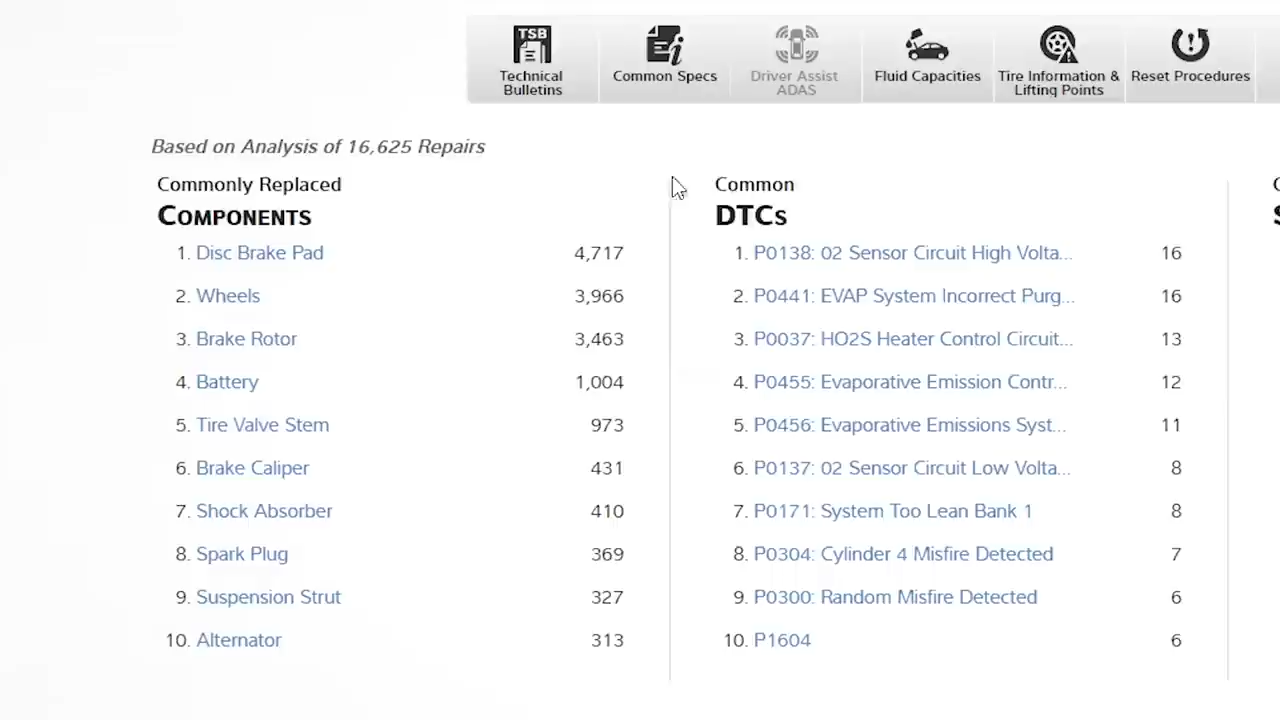 TSB
Technical
Bulletins
Common Specs
Driver Assist
ADAS
Fluid Capacities
Tire Information &
Lifting Points
Reset Procedures
Based on Analysis of 16,625 Repairs
Commonly Replaced
COMPONENTS
1. Disc Brake Pad 4,717
2. Wheels 3,966
3. Brake Rotor 3,463
4. Battery 1,004
5. Tire Valve Stem 973
6. Brake Caliper 431
7. Shock Absorber 410
8. Spark Plug 369
9. Suspension Strut 327
10. Alternator 313
Common
DTCs
1. P0138: 02 Sensor Circuit High Volta... 16
2. P0441: EVAP System Incorrect Purg... 16
3. P0037: HO2S Heater Control Circuit... 13
4. P0455: Evaporative Emission Contr... 12
5. P0456: Evaporative Emissions Syst... 11
6. P0137: 02 Sensor Circuit Low Volta... 8
7. P0171: System Too Lean Bank 1 8
8. P0304: Cylinder 4 Misfire Detected 7
9. P0300: Random Misfire Detected 6
10. P1604 6